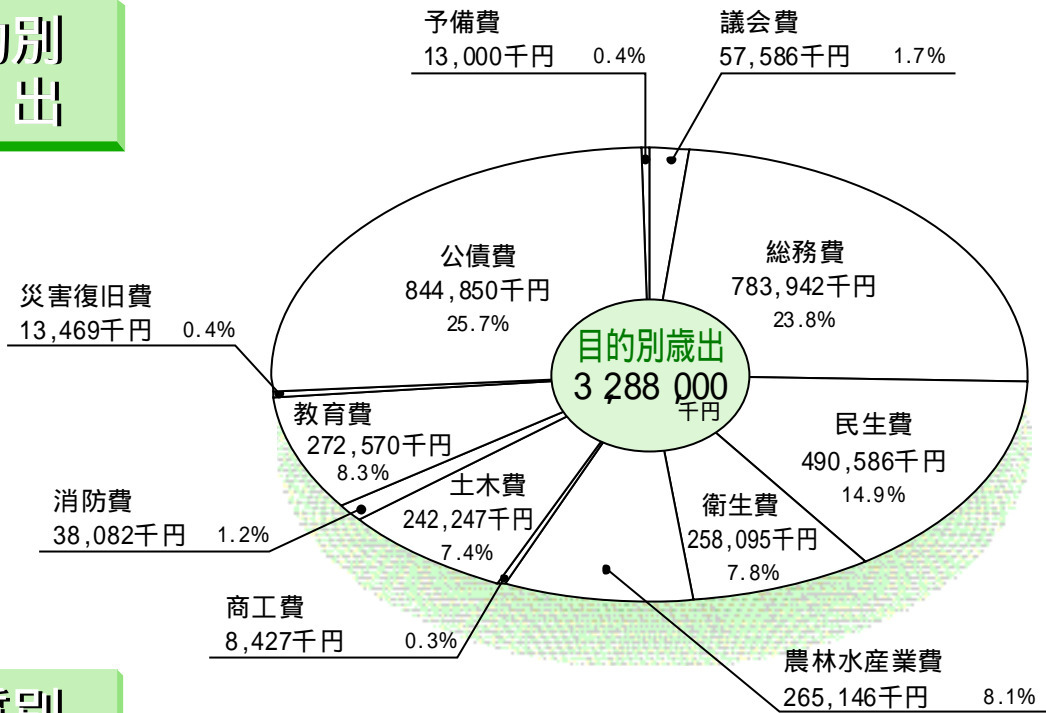 別
出
予備費
13,000千円 0.4%
議会費
57,586千円 1.7%
総務費
783,942千円
23.8%
民生費
490,586千円
14.9%
衛生費
258,095千円
7.8%
農林水産業費
265,146千円 8.1%
商工費
8,427千円 0.3%
土木費
242,247千円
7.4%
消防費
38,082千円 1.2%
教育費
272,570千円
8.3%
災害復旧費
13,469千円 0.4%
公債費
844,850千円
25.7%
目的別歳出
3,288,000
千円
別